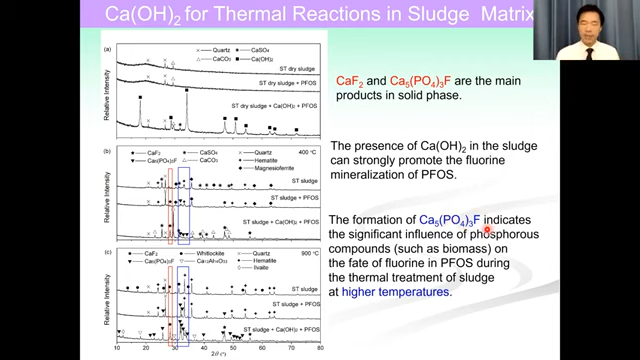 Ca(OH)₂ for Thermal Reactions in Sludge Matrix
(a)
Quartz
CaSO₄
CaCO₃
Ca(OH)₂
ST dry sludge
ST dry sludge + PFOS
ST dry sludge + Ca(OH)₂ + PFOS
Relative Intensity
(b)
CaF₂
CaSO₄
Quartz
400 °C
Ca₅(PO₄)₃F
CaCO₃
Hematite
Magnesioferrite
ST sludge
ST sludge + PFOS
ST sludge + Ca(OH)₂ + PFOS
Relative Intensity
(c)
CaF₂
Whitlockite
Quartz
900 °C
Ca₅(PO₄)₃F
Hematite
Ilvaite
ST sludge
ST sludge + PFOS
ST sludge + Ca(OH)₂ + PFOS
Relative Intensity
10 20 30 40 50 60 70 80
2θ (°)
CaF₂ and Ca₅(PO₄)₃F are the main
products in solid phase.
The presence of Ca(OH)₂ in the sludge
can strongly promote the fluorine
mineralization of PFOS.
The formation of Ca₅(PO₄)₃F indicates
the significant influence of phosphorous
compounds (such as biomass) on
the fate of fluorine in PFOS during
the thermal treatment of sludge
at higher temperatures.